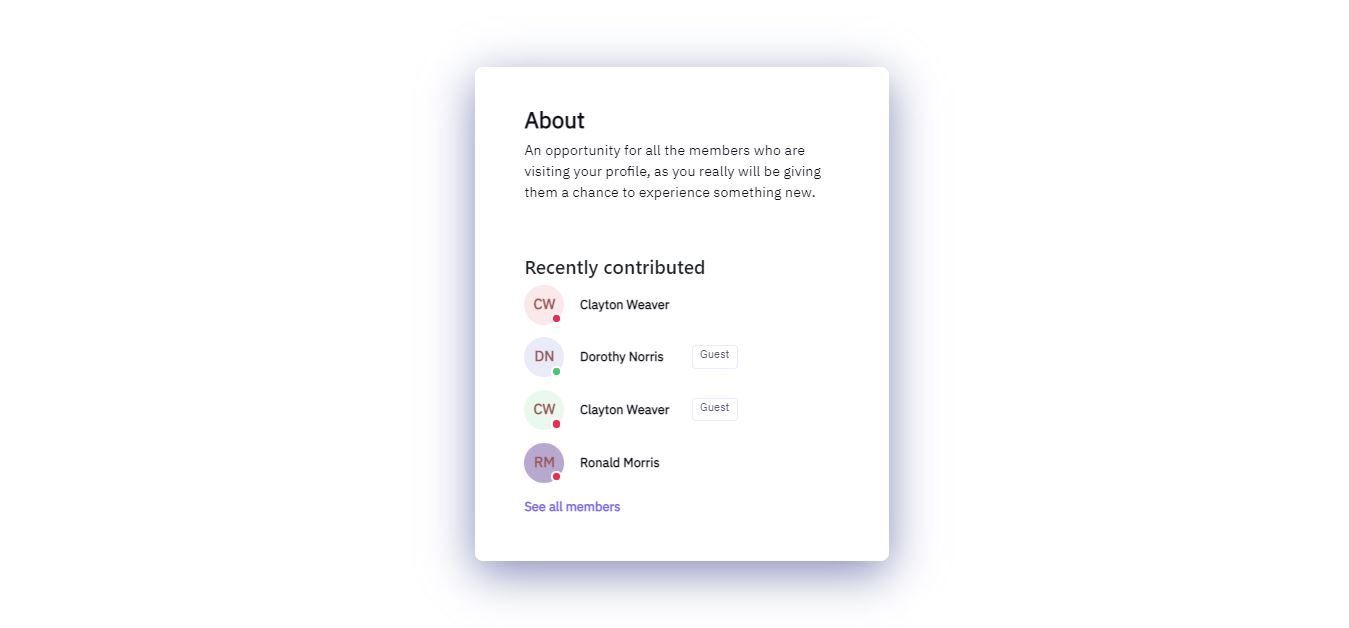 About
An opportunity for all the members who are
visiting your profile, as you really will be giving
them a chance to experience something new.
Recently contributed
CW Clayton Weaver
DN Dorothy Norris Guest
CW Clayton Weaver Guest
RM Ronald Morris
See all members